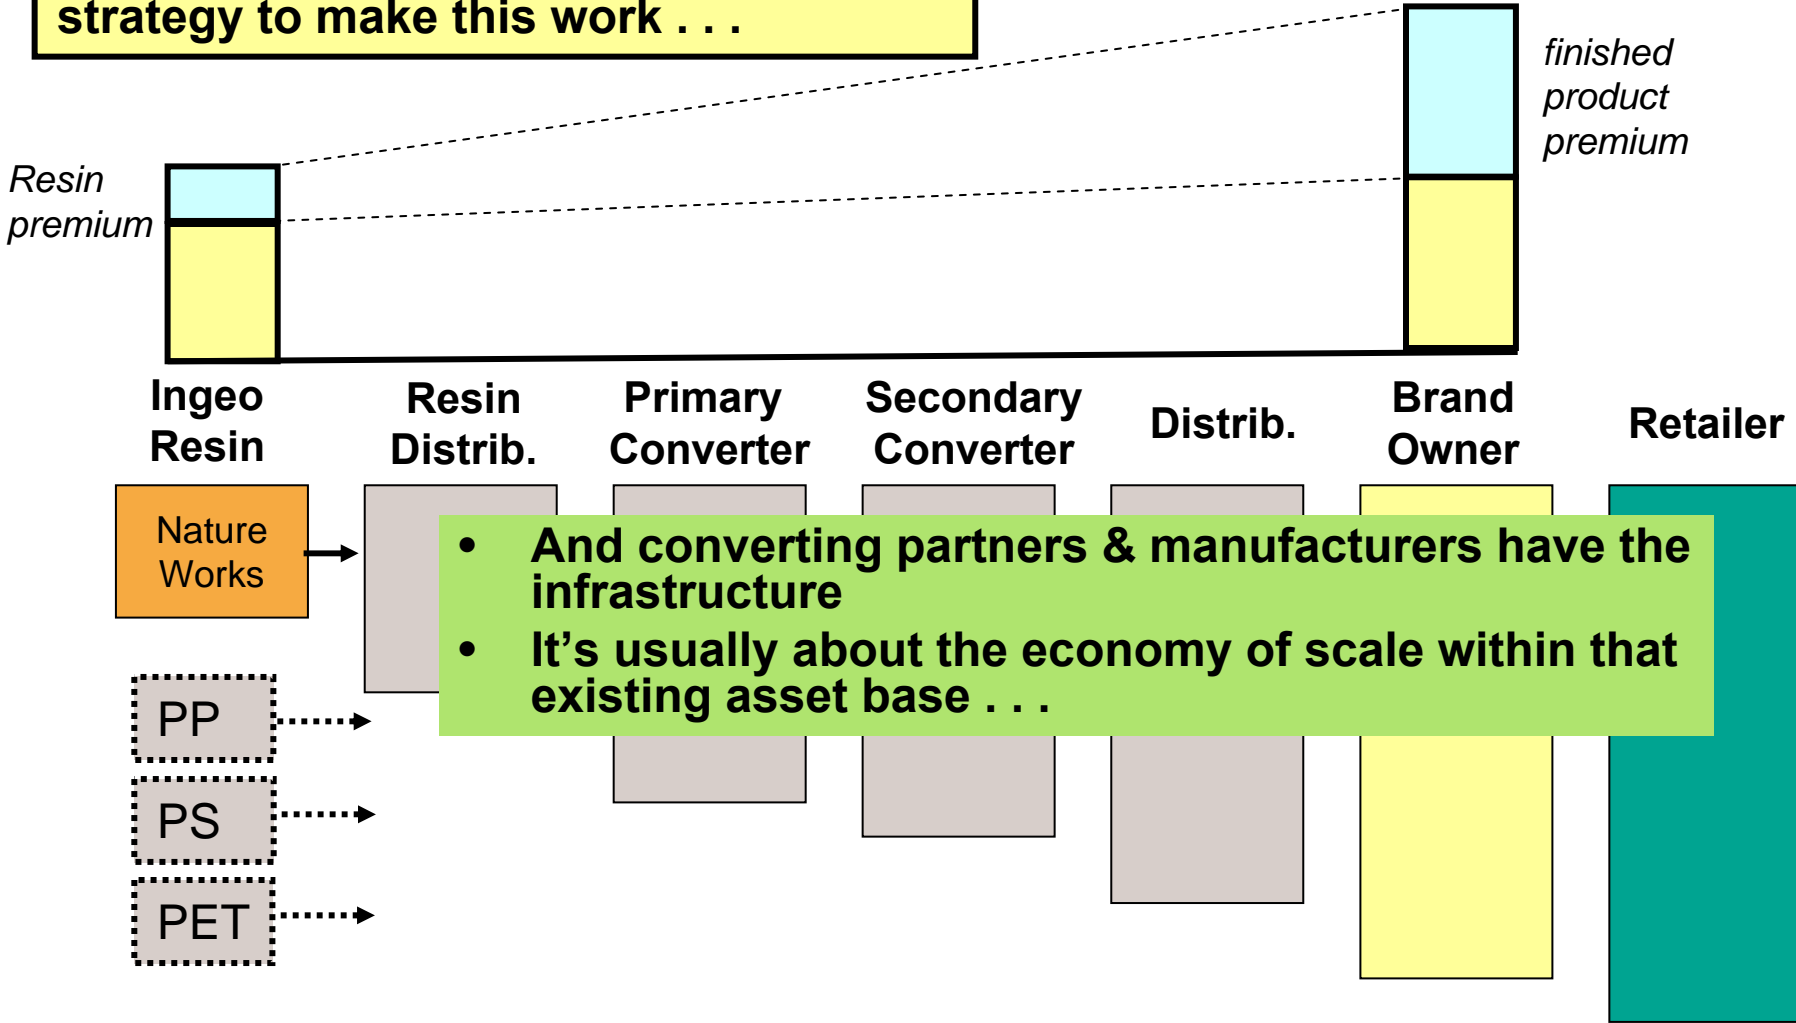 strategy to make this work . . .
finished
product
premium
Resin
premium
Ingeo
Resin
Resin
Distrib.
Primary
Converter
Secondary
Converter
Distrib.
Brand
Owner
Retailer
Nature
Works
• And converting partners & manufacturers have the
infrastructure
• It’s usually about the economy of scale within that
existing asset base . . .
PP
PS
PET